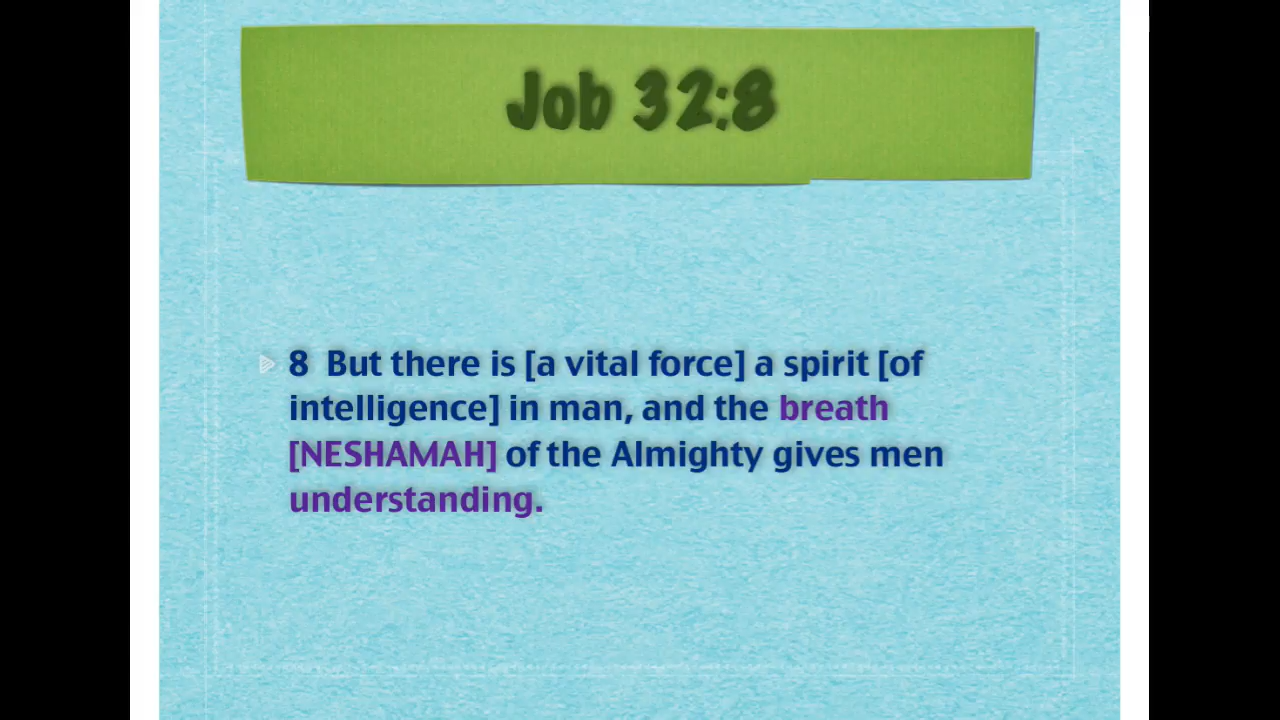 Job 32:8
8 But there is [a vital force] a spirit [of
intelligence] in man, and the breath
[NESHAMAH] of the Almighty gives men
understanding.